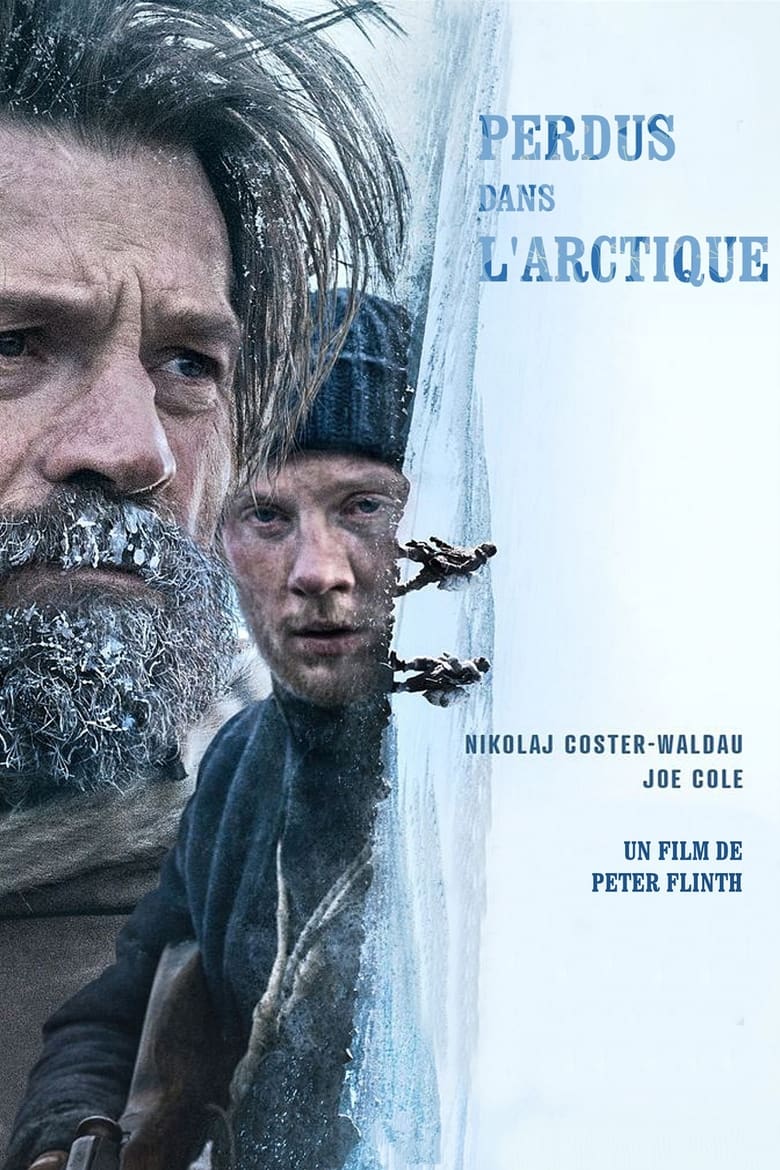 PERDUS
DANS
L'ARCTIQUE
NIKOLAJ COSTER-WALDAU
JOE COLE
UN FILM DE
PETER FLINTH